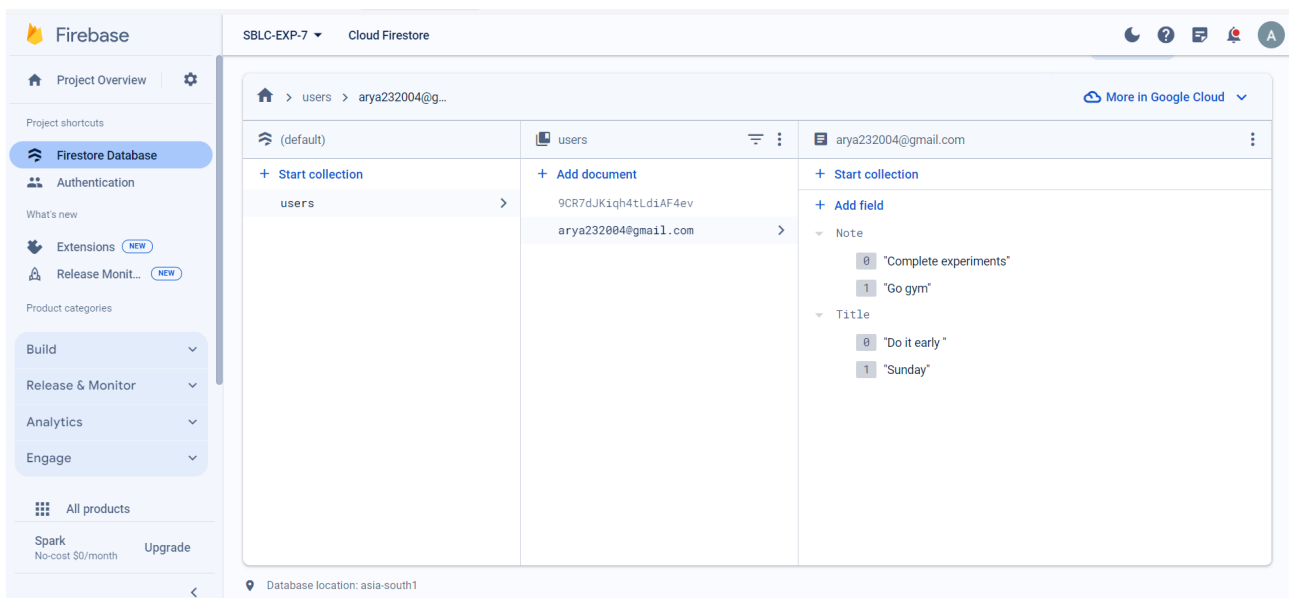 Firebase
SBLC-EXP-7 Cloud Firestore
A
Project Overview
Project shortcuts
Firestore Database
Authentication
What's new
Extensions NEW
Release Monit... NEW
Product categories
Build
Release & Monitor
Analytics
Engage
All products
Spark
No-cost $0/month
Upgrade
> users > arya232004@g...
More in Google Cloud
(default)
+ Start collection
users
users
+ Add document
9CR7dJKiqh4tLdiAF4ev
arya232004@gmail.com
arya232004@gmail.com
+ Start collection
+ Add field
Note
0 "Complete experiments"
1 "Go gym"
Title
0 "Do it early "
1 "Sunday"
Database location: asia-south1